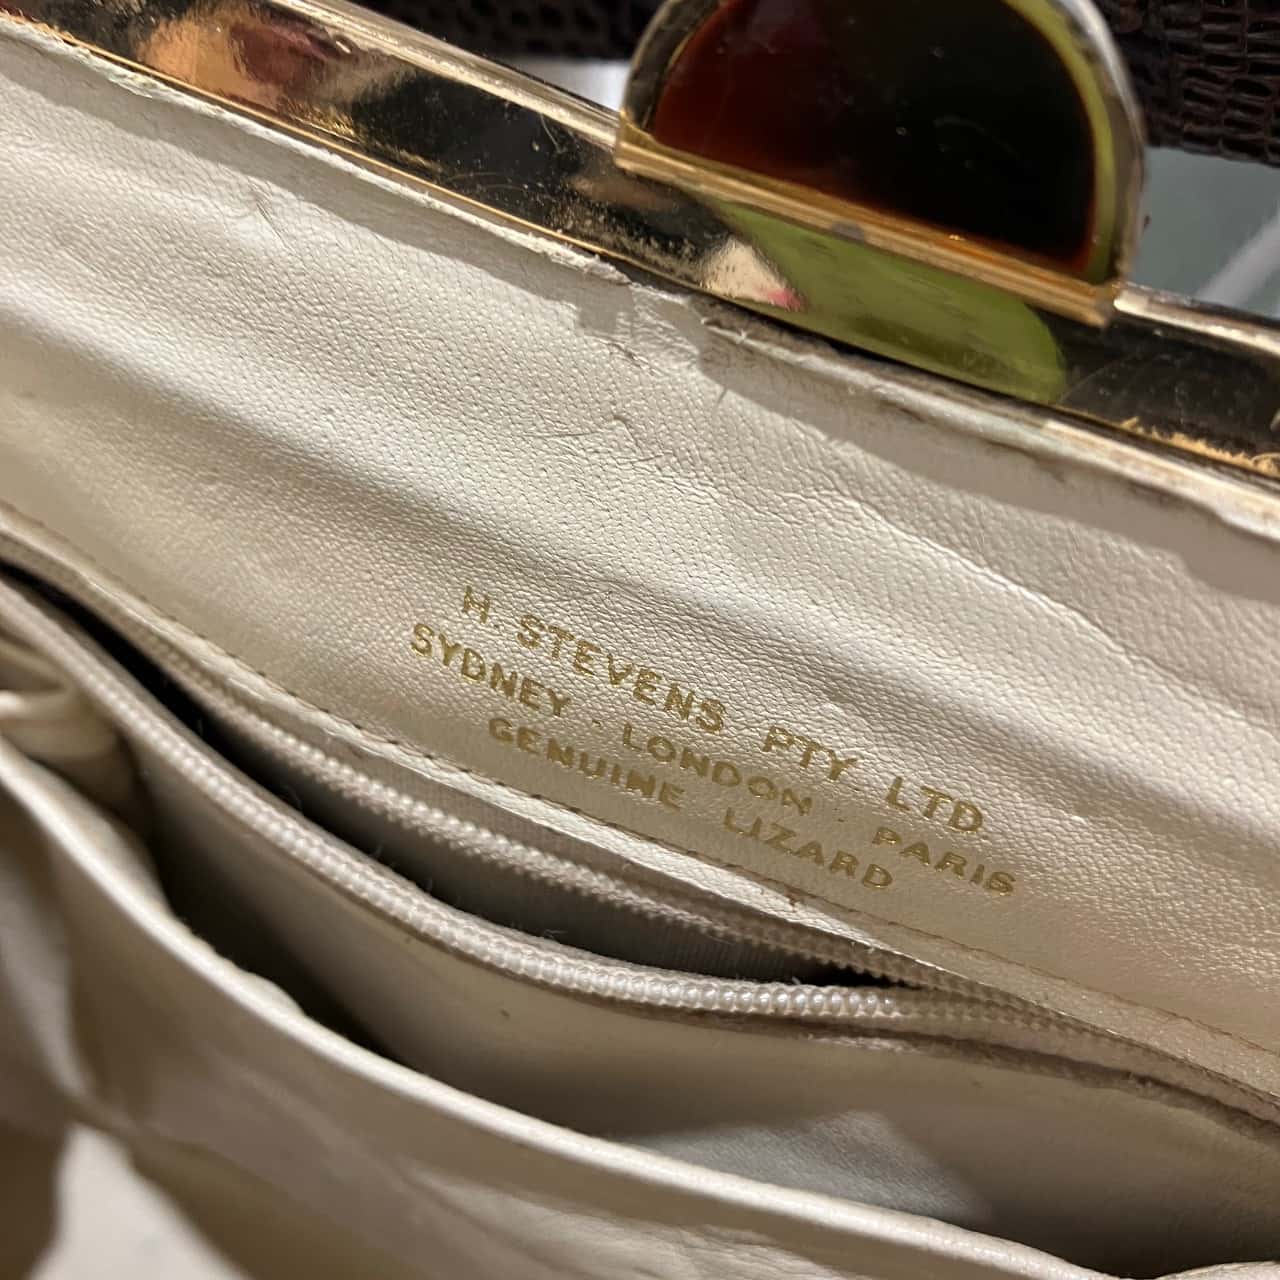 H. STEVENS PTY. LTD
SYDNEY · LONDON · PARIS
GENUINE LIZARD